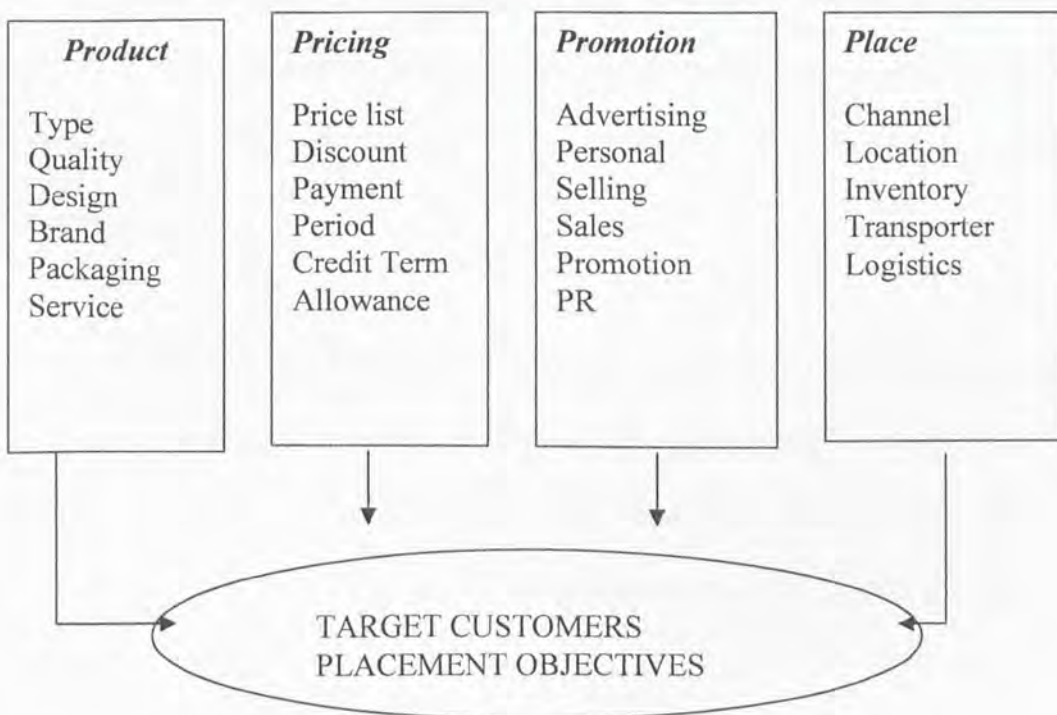 Product
Type
Quality
Design
Brand
Packaging
Service
Pricing
Price list
Discount
Payment
Period
Credit Term
Allowance
Promotion
Advertising
Personal
Selling
Sales
Promotion
PR
Place
Channel
Location
Inventory
Transporter
Logistics
TARGET CUSTOMERS
PLACEMENT OBJECTIVES